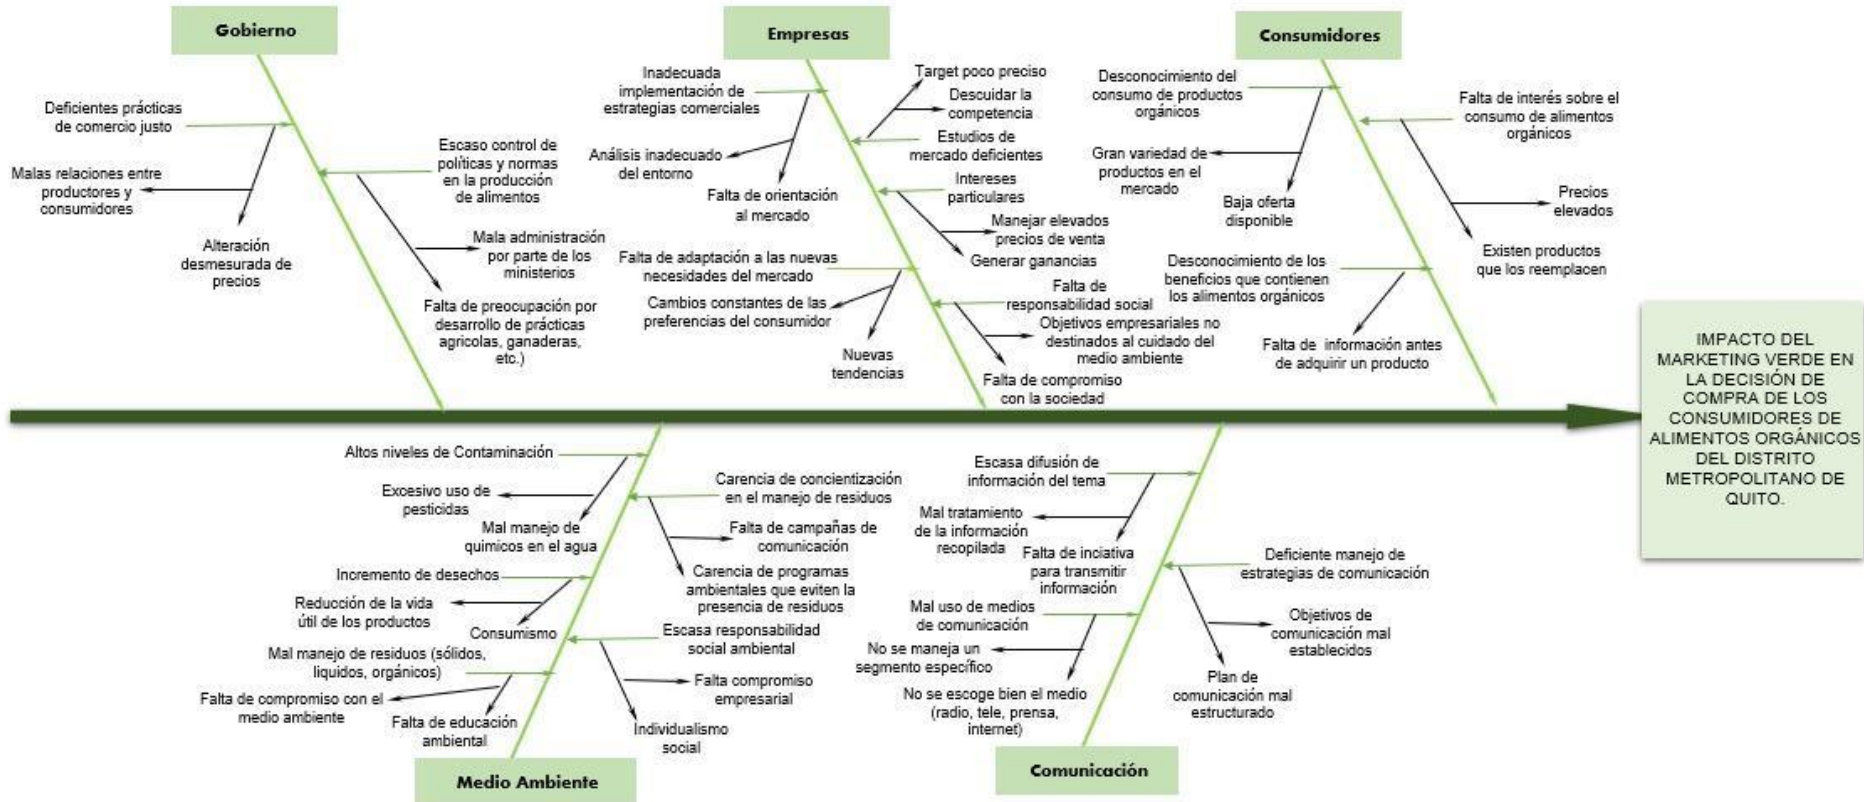 Gobierno
Deficientes prácticas
de comercio justo
Malas relaciones entre
productores y
consumidores
Alteración
desmesurada de
precios
Escaso control de
políticas y normas
en la producción
de alimentos
Mala administración
por parte de los
ministerios
Falta de preocupación por
desarrollo de prácticas
agricolas, ganaderas,
etc.)
Empresas
Inadecuada
implementación de
estrategias comerciales
Análisis inadecuado
del entorno
Falta de orientación
al mercado
Target poco preciso
Descuidar la
competencia
Estudios de
mercado deficientes
Intereses
particulares
Manejar elevados
precios de venta
Generar ganancias
Falta de adaptación a las nuevas
necesidades del mercado
Cambios constantes de las
preferencias del consumidor
Nuevas
tendencias
Falta de
responsabilidad social
Objetivos empresariales no
destinados al cuidado del
medio ambiente
Falta de compromiso
con la sociedad
Consumidores
Desconocimiento del
consumo de productos
orgánicos
Gran variedad de
productos en el
mercado
Baja oferta
disponible
Falta de interés sobre el
consumo de alimentos
orgánicos
Precios
elevados
Existen productos
que los reemplacen
Desconocimiento de los
beneficios que contienen
los alimentos orgánicos
Falta de información antes
de adquirir un producto
IMPACTO DEL
MARKETING VERDE EN
LA DECISIÓN DE
COMPRA DE LOS
CONSUMIDORES DE
ALIMENTOS ORGÁNICOS
DEL DISTRITO
METROPOLITANO DE
QUITO.
Altos niveles de Contaminación
Excesivo uso de
pesticidas
Mal manejo de
quimicos en el agua
Carencia de concientización
en el manejo de residuos
Falta de campañas de
comunicación
Carencia de programas
ambientales que eviten la
presencia de residuos
Incremento de desechos
Reducción de la vida
útil de los productos
Consumismo
Escasa responsabilidad
social ambiental
Falta compromiso
empresarial
Individualismo
social
Mal manejo de residuos (sólidos,
liquidos, orgánicos)
Falta de compromiso con el
medio ambiente
Falta de educación
ambiental
Medio Ambiente
Escasa difusión de
información del tema
Mal tratamiento
de la información
recopilada
Falta de inciativa
para transmitir
información
Deficiente manejo de
estrategias de comunicación
Objetivos de
comunicación mal
establecidos
Plan de
comunicación mal
estructurado
Mal uso de medios
de comunicación
No se maneja un
segmento específico
No se escoge bien el medio
(radio, tele, prensa,
internet)
Comunicación